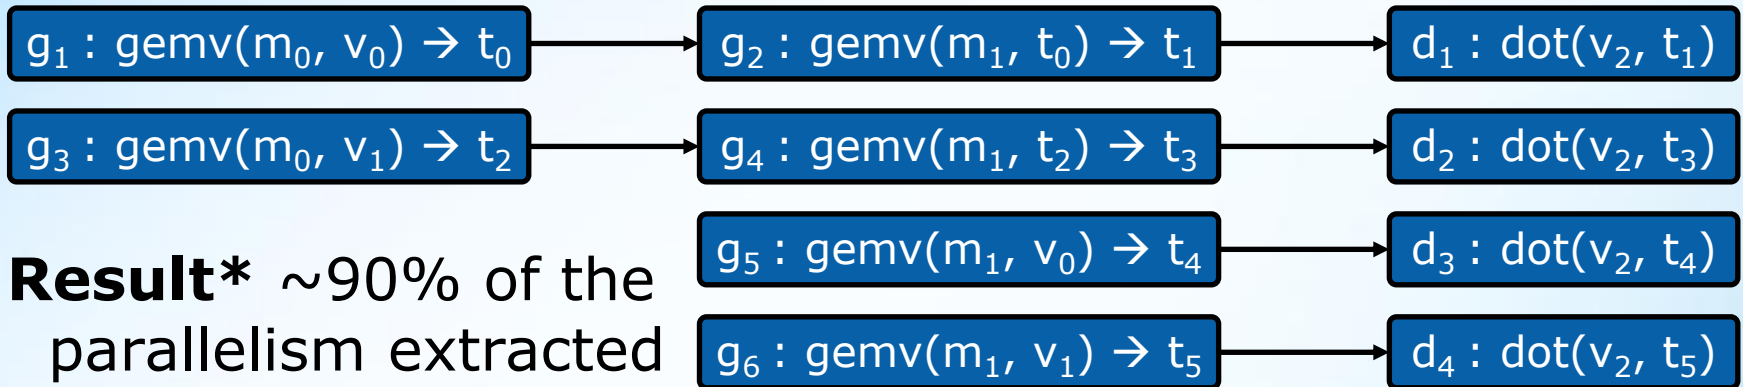 g₁ : gemv(m₀, v₀) → t₀
g₂ : gemv(m₁, t₀) → t₁
d₁ : dot(v₂, t₁)
g₃ : gemv(m₀, v₁) → t₂
g₄ : gemv(m₁, t₂) → t₃
d₂ : dot(v₂, t₃)
g₅ : gemv(m₁, v₀) → t₄
d₃ : dot(v₂, t₄)
Result* ~90% of the
parallelism extracted
g₆ : gemv(m₁, v₁) → t₅
d₄ : dot(v₂, t₅)